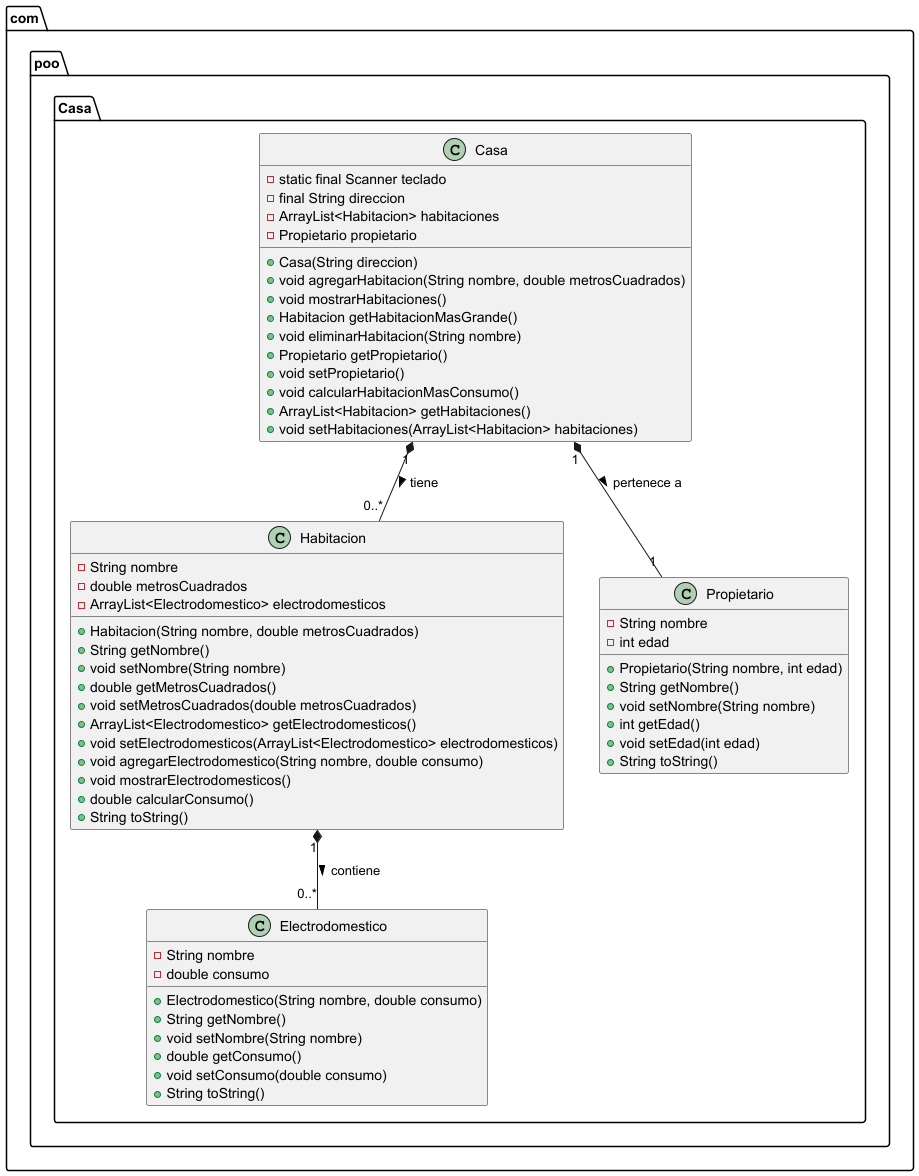 com
poo
Casa
C Casa
static final Scanner teclado
final String direccion
ArrayList<Habitacion> habitaciones
Propietario propietario
Casa(String direccion)
void agregarHabitacion(String nombre, double metrosCuadrados)
void mostrarHabitaciones()
Habitacion getHabitacionMasGrande()
void eliminarHabitacion(String nombre)
Propietario getPropietario()
void setPropietario()
void calcularHabitacionMasConsumo()
ArrayList<Habitacion> getHabitaciones()
void setHabitaciones(ArrayList<Habitacion> habitaciones)
1
tiene
0..*
1
pertenece a
1
C Habitacion
String nombre
double metrosCuadrados
ArrayList<Electrodomestico> electrodomesticos
Habitacion(String nombre, double metrosCuadrados)
String getNombre()
void setNombre(String nombre)
double getMetrosCuadrados()
void setMetrosCuadrados(double metrosCuadrados)
ArrayList<Electrodomestico> getElectrodomesticos()
void setElectrodomesticos(ArrayList<Electrodomestico> electrodomesticos)
void agregarElectrodomestico(String nombre, double consumo)
void mostrarElectrodomesticos()
double calcularConsumo()
String toString()
C Propietario
String nombre
int edad
Propietario(String nombre, int edad)
String getNombre()
void setNombre(String nombre)
int getEdad()
void setEdad(int edad)
String toString()
1
contiene
0..*
C Electrodomestico
String nombre
double consumo
Electrodomestico(String nombre, double consumo)
String getNombre()
void setNombre(String nombre)
double getConsumo()
void setConsumo(double consumo)
String toString()